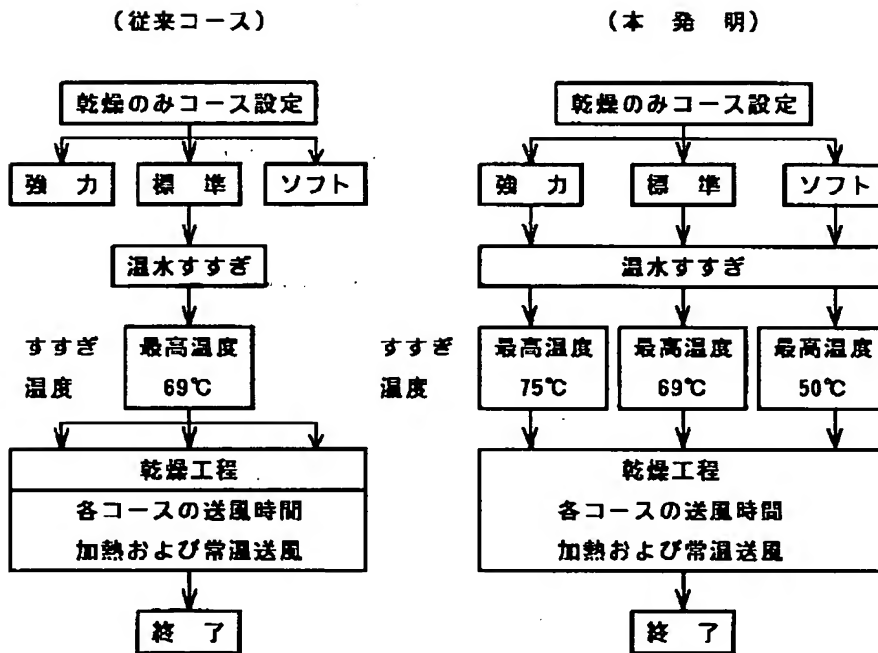 (従来コース)
乾燥のみコース設定
強 力
標 準
ソフト
温水すすぎ
すすぎ
温度
最高温度
69℃
乾燥工程
各コースの送風時間
加熱および常温送風
終 了
(本 発 明)
乾燥のみコース設定
強 力
標 準
ソフト
温水すすぎ
すすぎ
温度
最高温度
75℃
最高温度
69℃
最高温度
50℃
乾燥工程
各コースの送風時間
加熱および常温送風
終 了